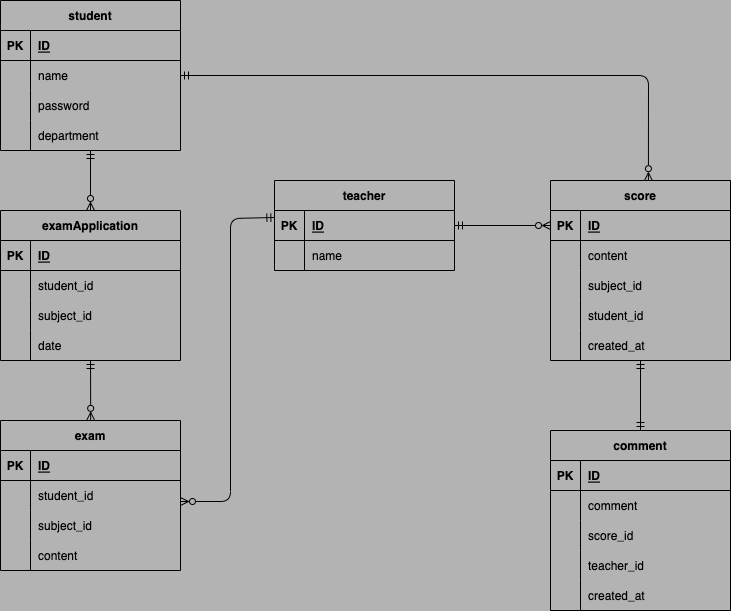 student
PK ID
name
password
department
examApplication
PK ID
student_id
subject_id
date
exam
PK ID
student_id
subject_id
content
teacher
PK ID
name
score
PK ID
content
subject_id
student_id
created_at
comment
PK ID
comment
score_id
teacher_id
created_at